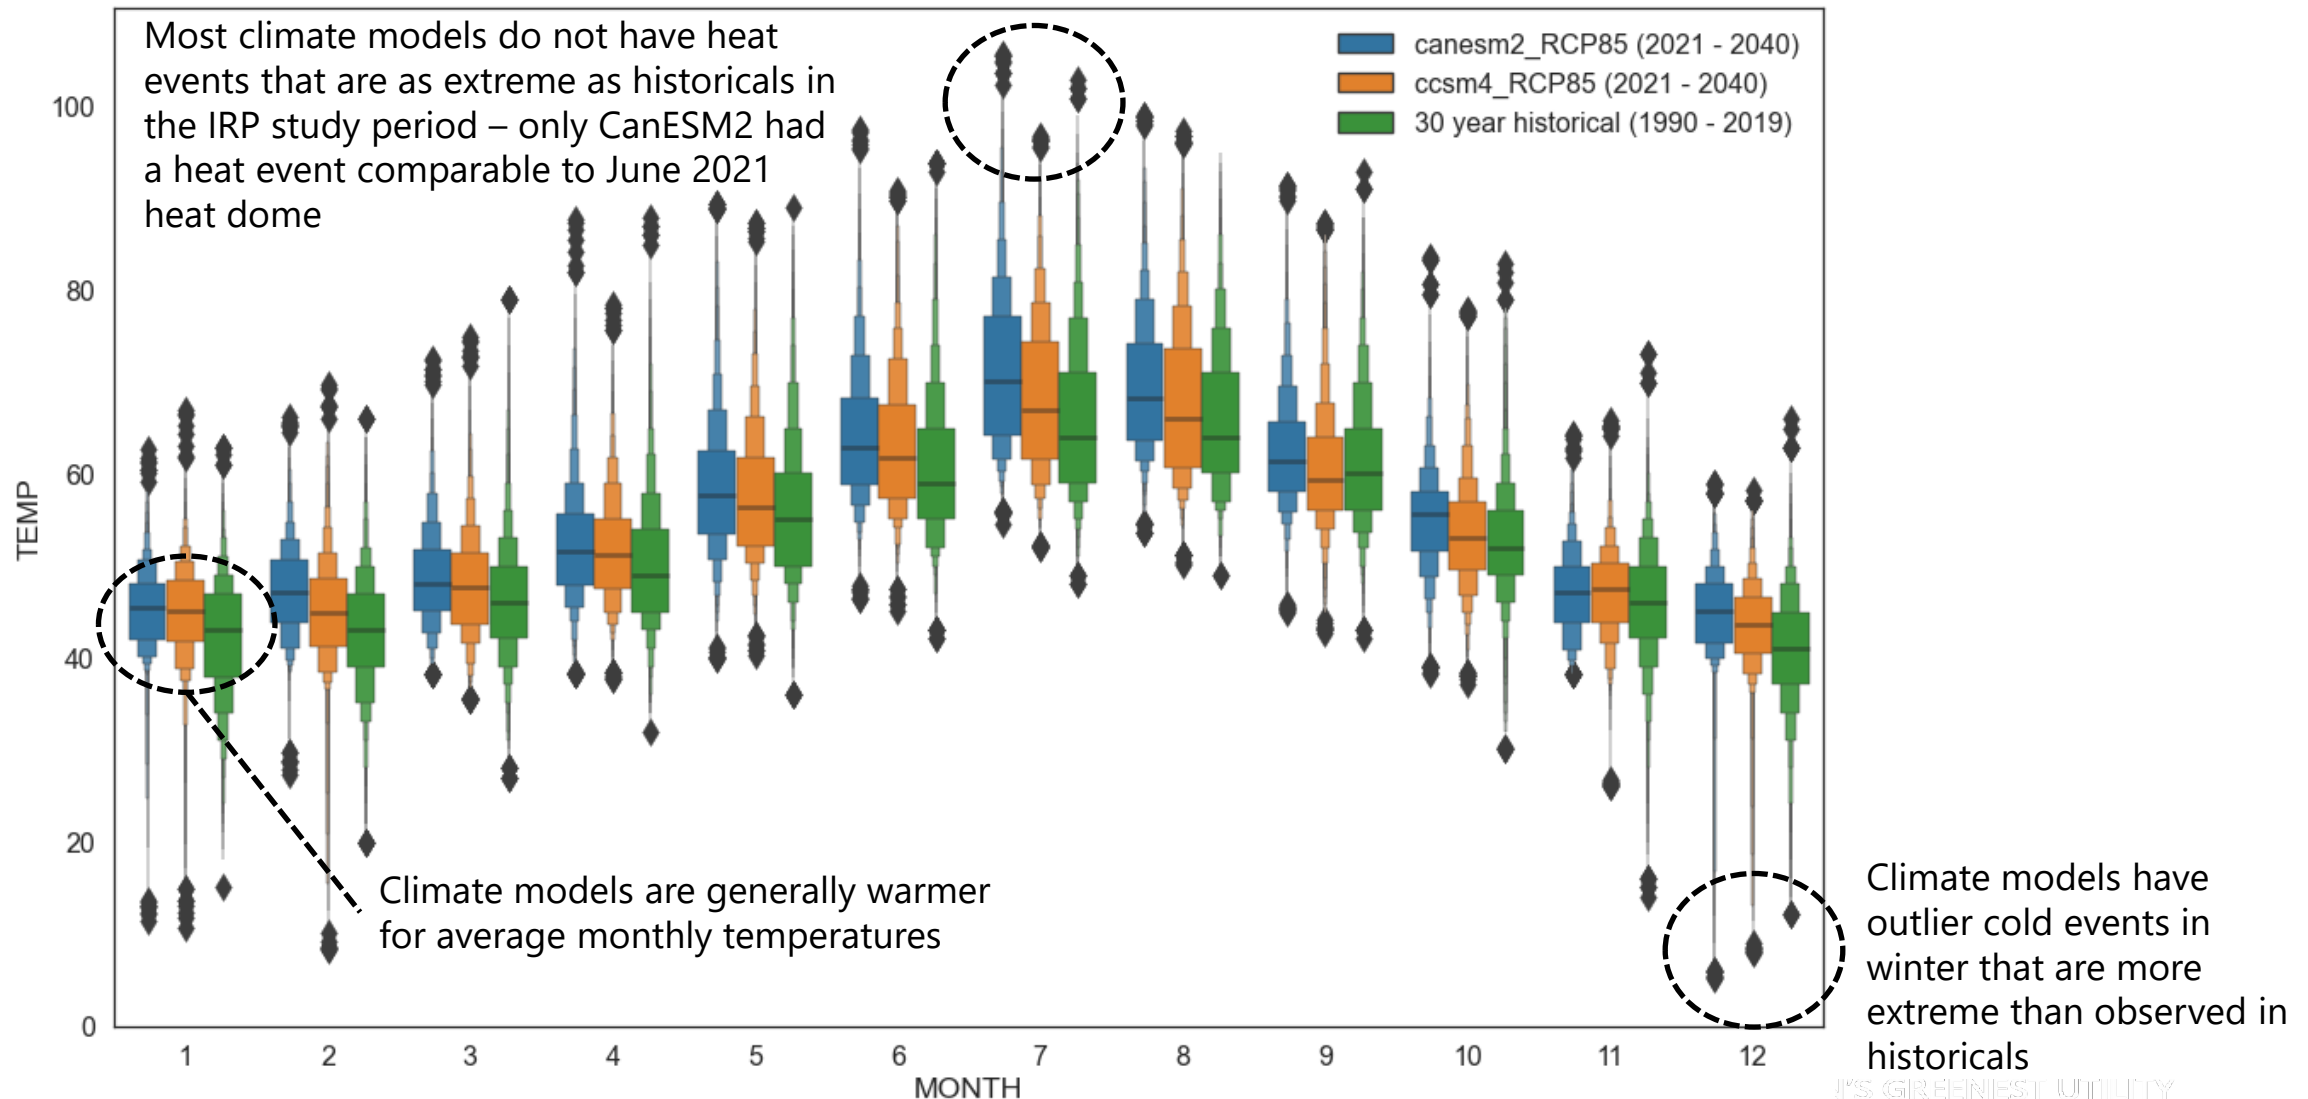 Most climate models do not have heat
events that are as extreme as historicals in
the IRP study period – only CanESM2 had
a heat event comparable to June 2021
heat dome
canesm2_RCP85 (2021 - 2040)
ccsm4_RCP85 (2021 - 2040)
30 year historical (1990 - 2019)
100
80
60
40
20
0
TEMP
Climate models are generally warmer
for average monthly temperatures
Climate models have
outlier cold events in
winter that are more
extreme than observed in
historicals
1 2 3 4 5 6 7 8 9 10 11 12
MONTH
'S GREENEST UTILITY